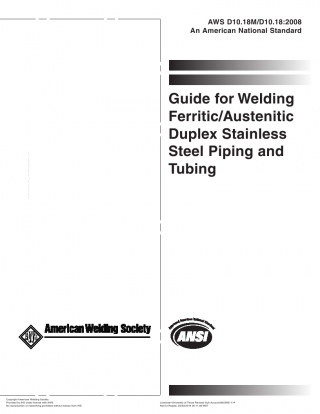 AWS D10.18M/D10.18:2008
An American National Standard
Guide for Welding
Ferritic/Austenitic
Duplex Stainless
Steel Piping and
Tubing
American Welding Society
ANSI